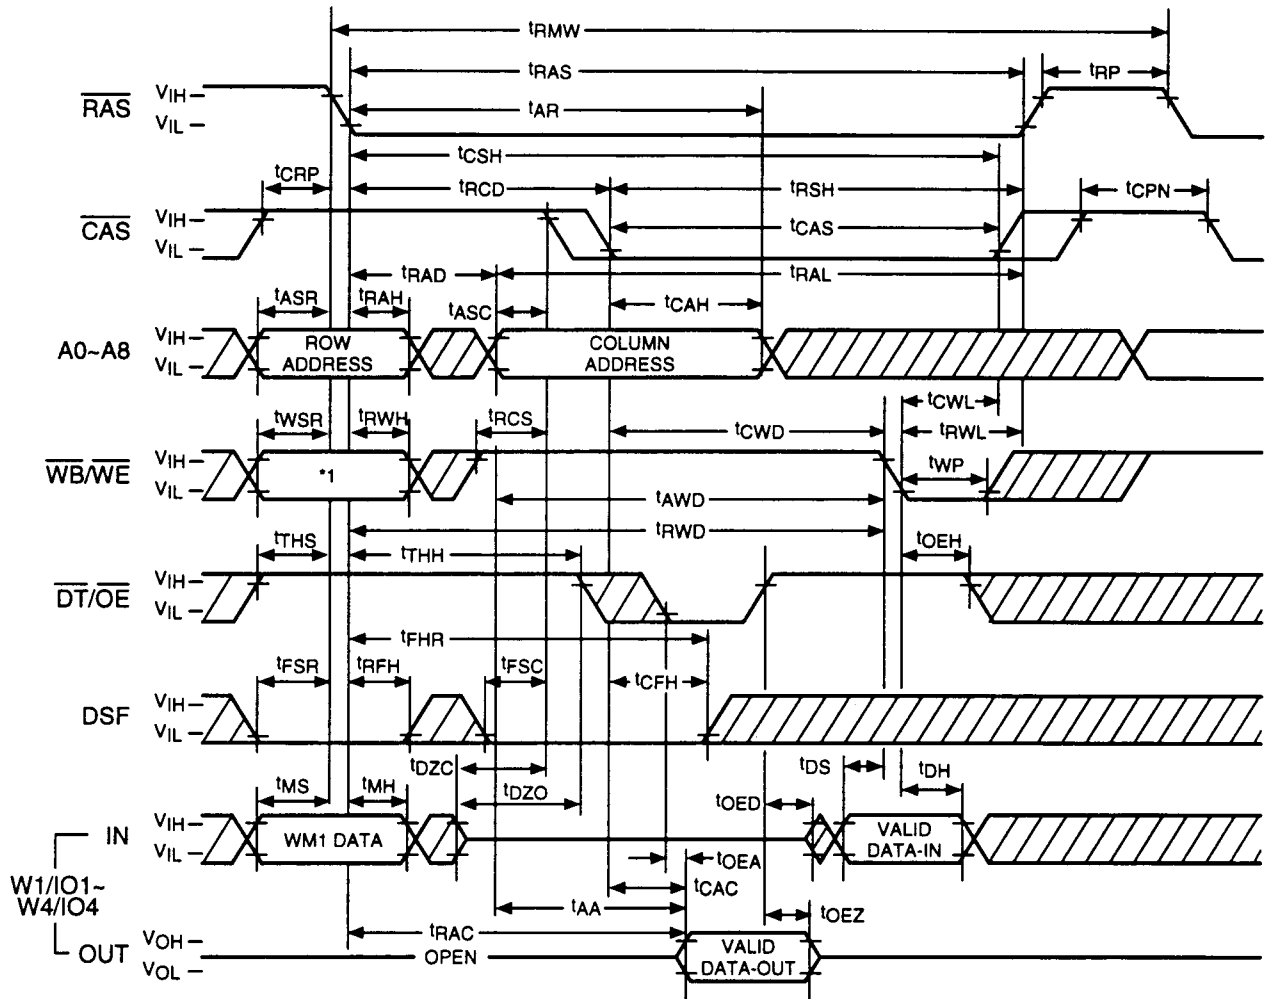 tRMW
tRAS
tRP
RAS
VIH
VIL
tAR
tCSH
tCRP
tRCD
tRSH
tCPN
CAS
VIH
VIL
tCAS
tRAD
tRAL
tASR
tRAH
tASC
tCAH
A0~A8
VIH
VIL
ROW
ADDRESS
COLUMN
ADDRESS
tCWL
tWSR
tRWH
tRCS
tCWD
tRWL
WB/WE
VIH
VIL
*1
tWP
tAWD
tRWD
tTHS
tTHH
tOEH
DT/OE
VIH
VIL
tFHR
tFSR
tRFH
tFSC
tCFH
DSF
VIH
VIL
tDZC
tDS
tMS
tMH
tDZO
tOED
tDH
IN
VIH
VIL
WM1 DATA
VALID
DATA-IN
tOEA
W1/IO1~
W4/IO4
tCAC
tAA
tOEZ
tRAC
OUT
VOH
VOL
OPEN
VALID
DATA-OUT